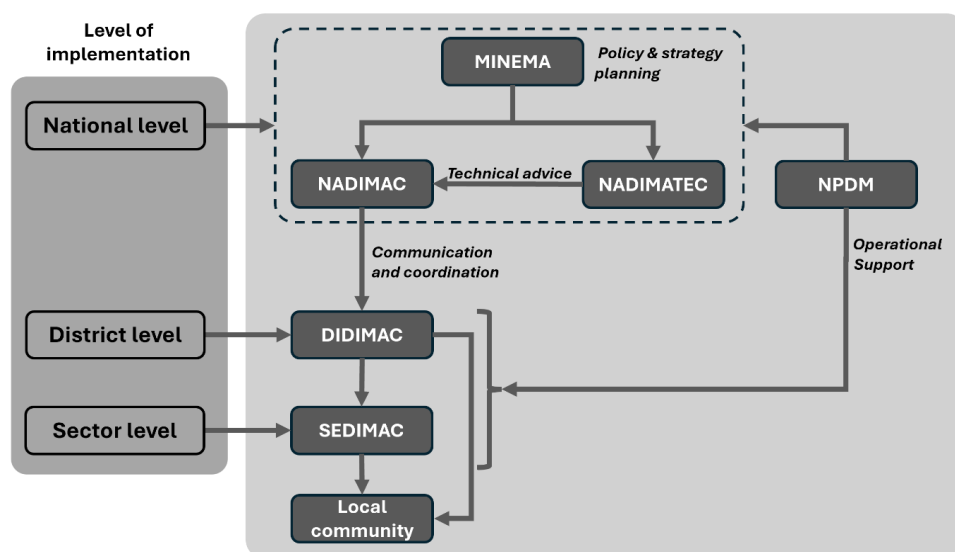 Level of
implementation
National level
District level
Sector level
MINEMA
Policy & strategy
planning
NADIMAC
Technical advice
NADIMATEC
NPDM
Communication
and coordination
Operational
Support
DIDIMAC
SEDIMAC
Local
community